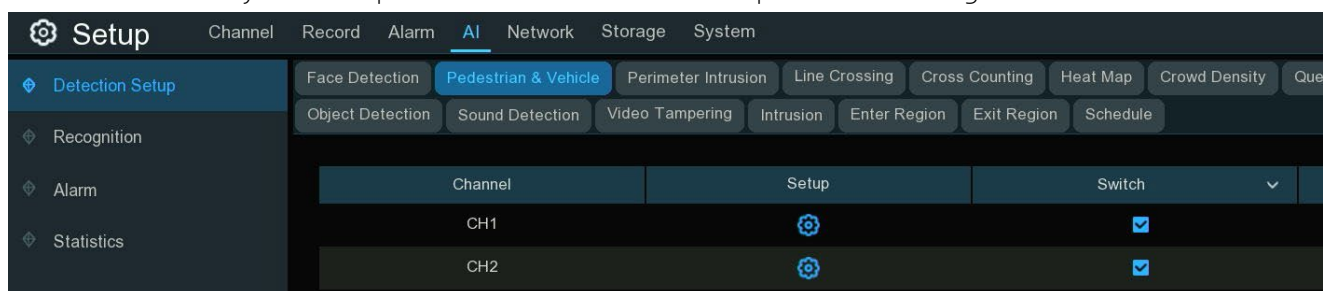 Setup Channel Record Alarm AI Network Storage System
Detection Setup
Recognition
Alarm
Statistics
Face Detection Pedestrian & Vehicle Perimeter Intrusion Line Crossing Cross Counting Heat Map Crowd Density
Object Detection Sound Detection Video Tampering Intrusion Enter Region Exit Region Schedule
Channel Setup Switch
CH1
CH2